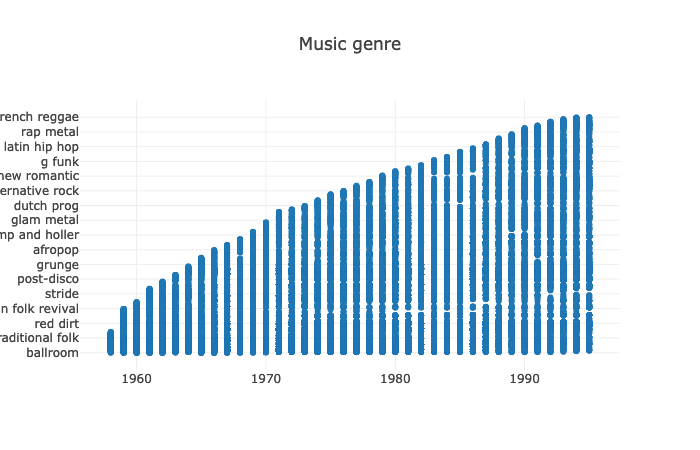 Music genre
rench reggae
rap metal
latin hip hop
g funk
new romantic
ernative rock
dutch prog
glam metal
mp and holler
afropop
grunge
post-disco
stride
n folk revival
red dirt
raditional folk
ballroom
1960 1970 1980 1990